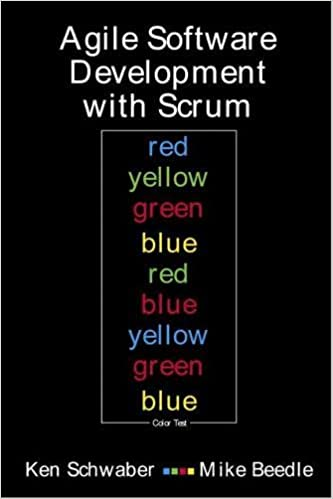 Agile Software
Development
with Scrum
red
yellow
green
blue
red
blue
yellow
green
blue
Color Test
Ken Schwaber Mike Beedle